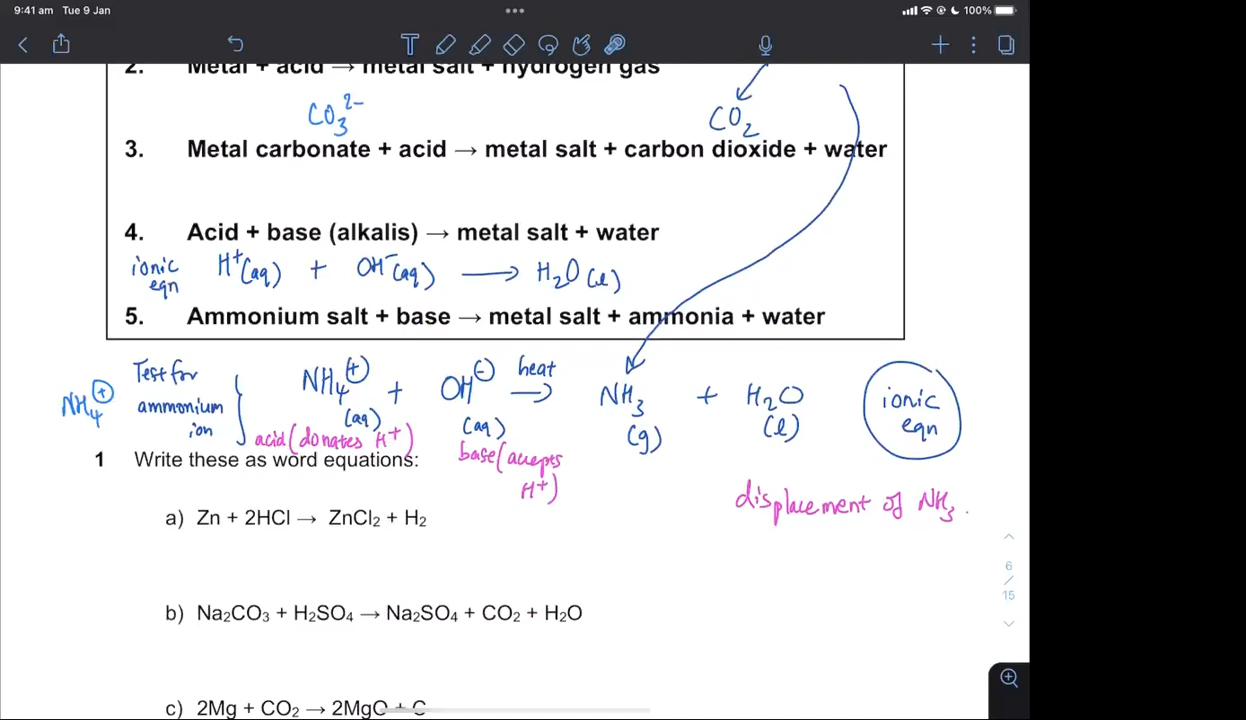 9:41 am Tue 9 Jan
100%
2. Metal + acid → metal salt + hydrogen gas
CO₃²⁻
CO₂
3. Metal carbonate + acid → metal salt + carbon dioxide + water
4. Acid + base (alkalis) → metal salt + water
ionic eqn H⁺(aq) + OH⁻(aq) → H₂O(l)
5. Ammonium salt + base → metal salt + ammonia + water
NH₄⁺
Test for
ammonium
ion
NH₄⁺ (aq) + OH⁻ (aq) heat → NH₃ (g) + H₂O (l)
ionic
eqn
acid (donates H⁺)
base (accepts
H⁺)
displacement of NH₃.
1 Write these as word equations:
a) Zn + 2HCl → ZnCl₂ + H₂
b) Na₂CO₃ + H₂SO₄ → Na₂SO₄ + CO₂ + H₂O
c) 2Mg + CO₂ → 2MgO + C
6
/
15